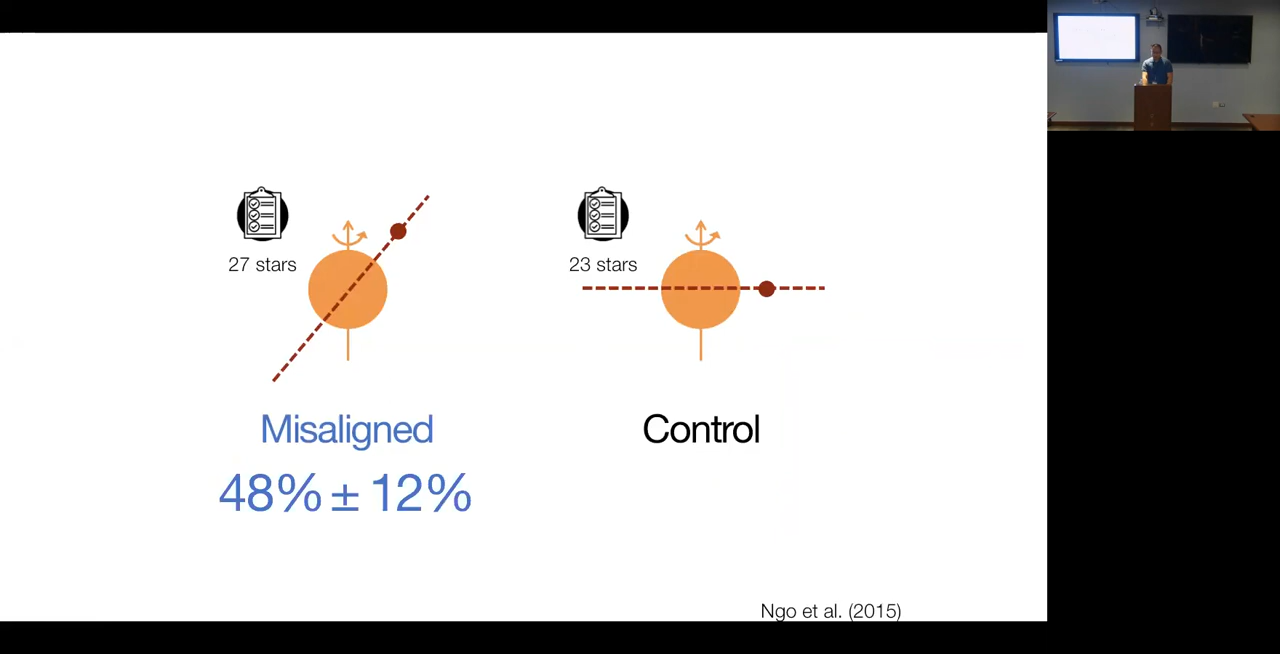 27 stars
23 stars
Misaligned
Control
48% ± 12%
Ngo et al. (2015)